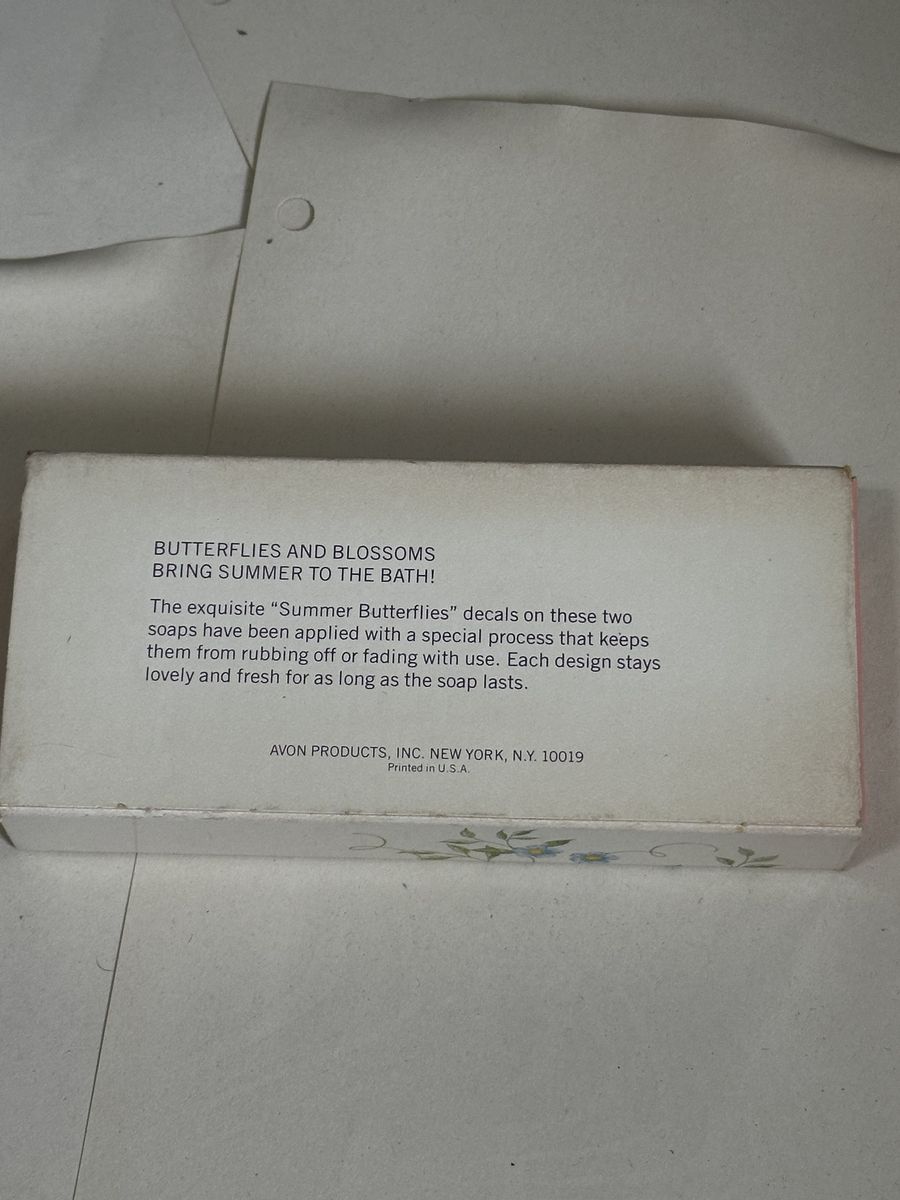 BUTTERFLIES AND BLOSSOMS
BRING SUMMER TO THE BATH!
The exquisite “Summer Butterflies” decals on these two
soaps have been applied with a special process that keeps
them from rubbing off or fading with use. Each design stays
lovely and fresh for as long as the soap lasts.
AVON PRODUCTS, INC. NEW YORK, N.Y. 10019
Printed in U.S.A.